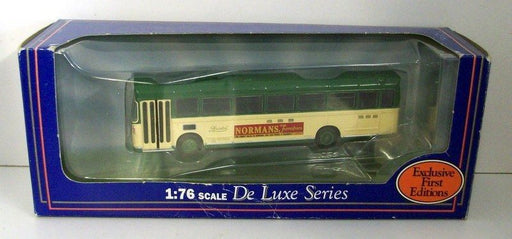 NORMANS
1:76 SCALE De Luxe Series
Exclusive
First
Editions